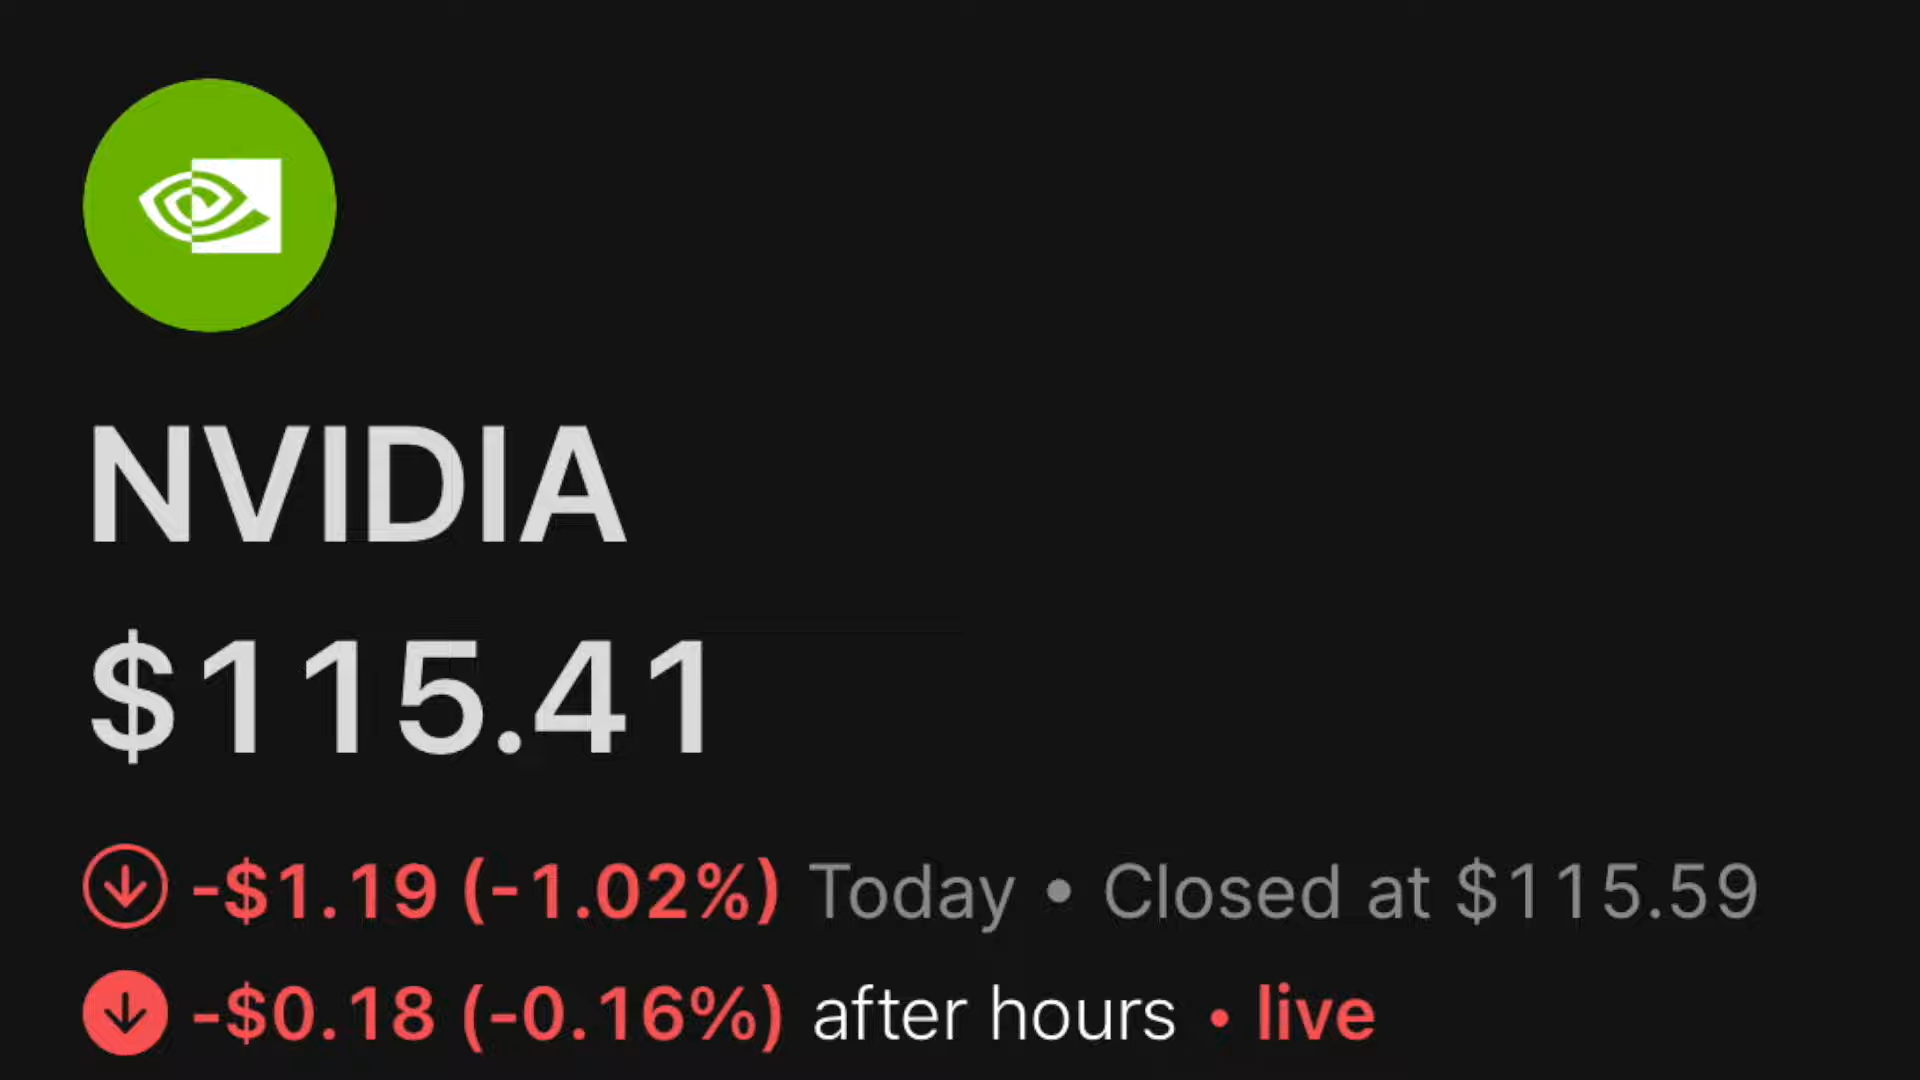 NVIDIA
$115.41
-$1.19 (-1.02%) Today • Closed at $115.59
-$0.18 (-0.16%) after hours • live